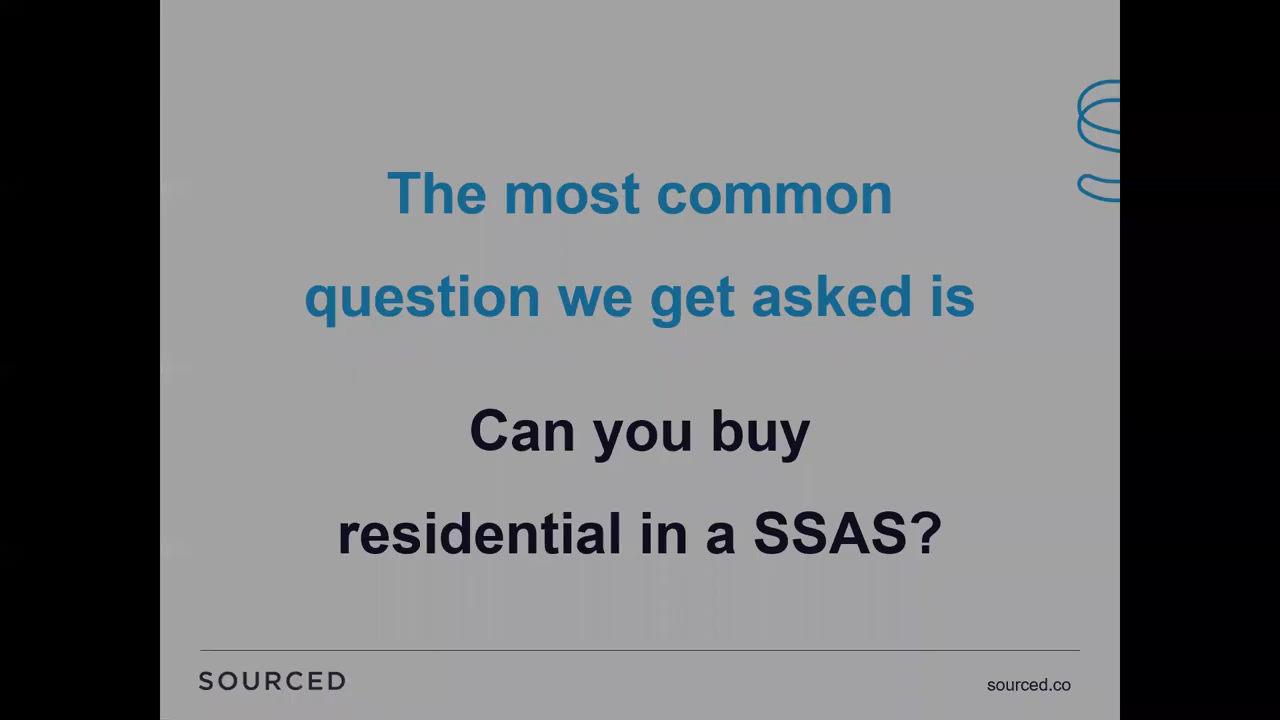 The most common
question we get asked is
Can you buy
residential in a SSAS?
SOURCED
sourced.co